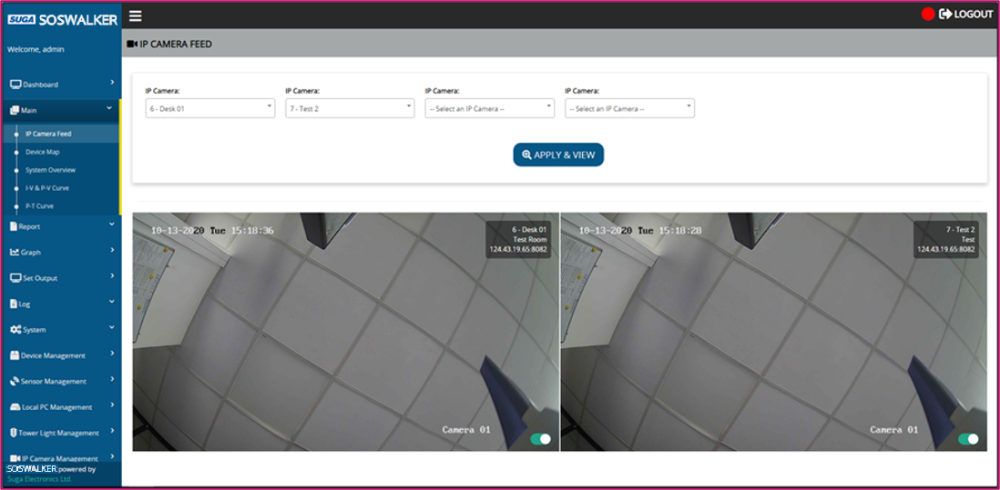 SUGA SOSWALKER
LOGOUT
Welcome, admin
IP CAMERA FEED
Dashboard
Main
IP Camera Feed
Device Map
System Overview
I-V & P-V Curve
P-T Curve
Report
Graph
Set Output
Log
System
Device Management
Sensor Management
Local PC Management
Tower Light Management
IP Camera Management
SOSWALKER powered by
Suga Electronics Ltd.
IP Camera:
6 - Desk 01
IP Camera:
7 - Test 2
IP Camera:
-- Select an IP Camera --
IP Camera:
-- Select an IP Camera --
APPLY & VIEW
10-13-2020 Tue 15:18:36
6 - Desk 01
Test Room
124.43.19.65:8082
Camera 01
10-13-2020 Tue 15:18:28
7 - Test 2
Test
124.43.19.65:8082
Camera 01